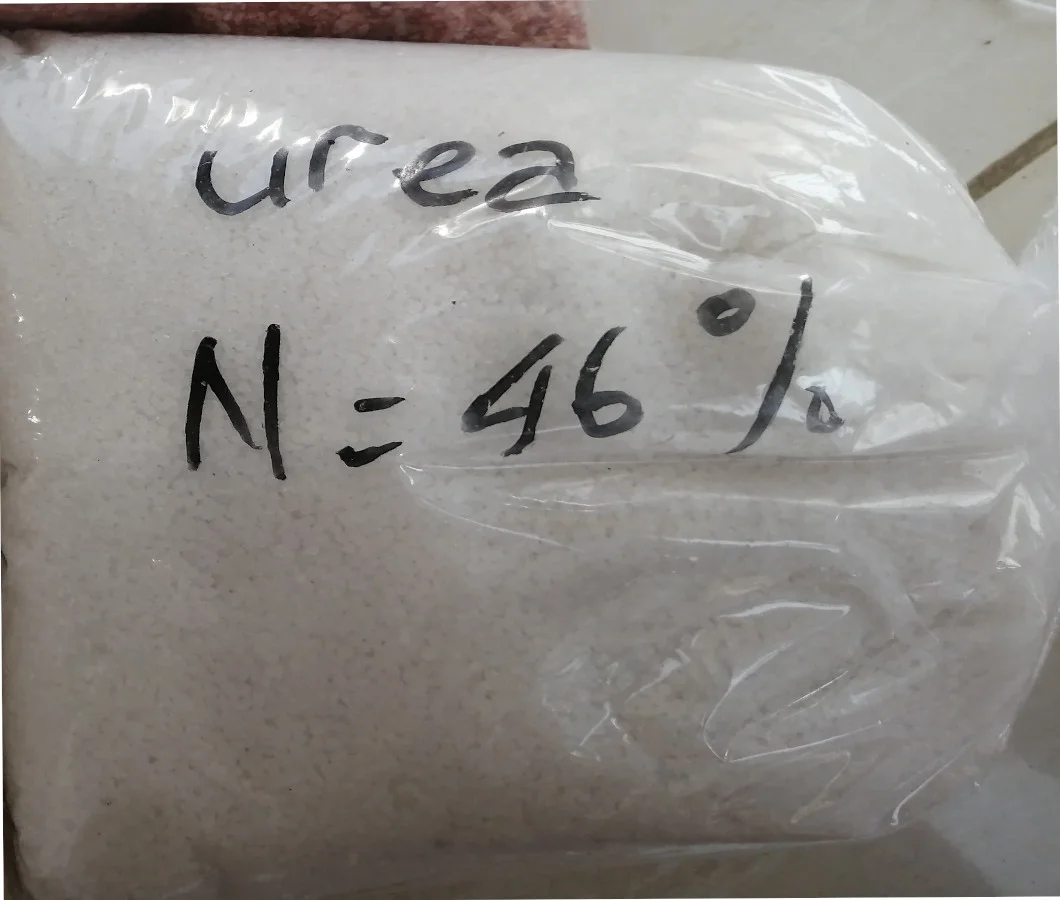 urea
N = 46 %